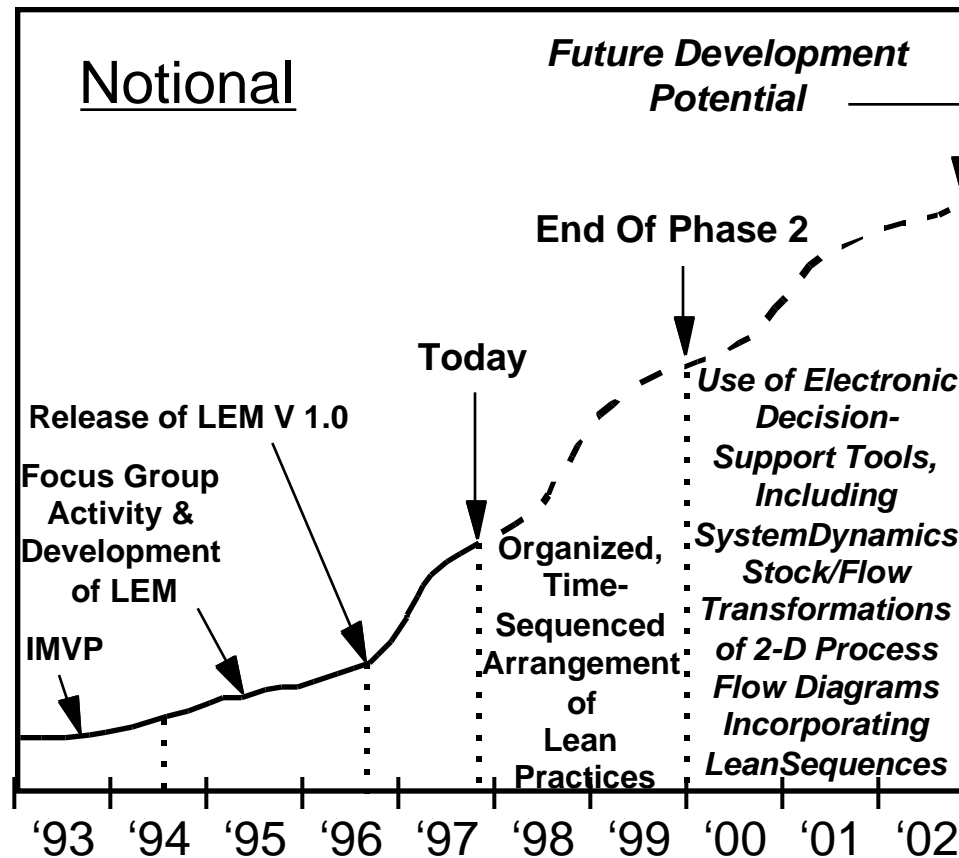 Notional
Future Development
Potential
End Of Phase 2
Today
Release of LEM V 1.0
Focus Group
Activity &
Development
of LEM
IMVP
Organized,
Time-
Sequenced
Arrangement
of
Lean
Practices
Use of Electronic
Decision-
Support Tools,
Including
SystemDynamics
Stock/Flow
Transformations
of 2-D Process
Flow Diagrams
Incorporating
LeanSequences
‘93 ‘94 ‘95 ‘96 ‘97 ‘98 ‘99 ‘00 ‘01 ‘02